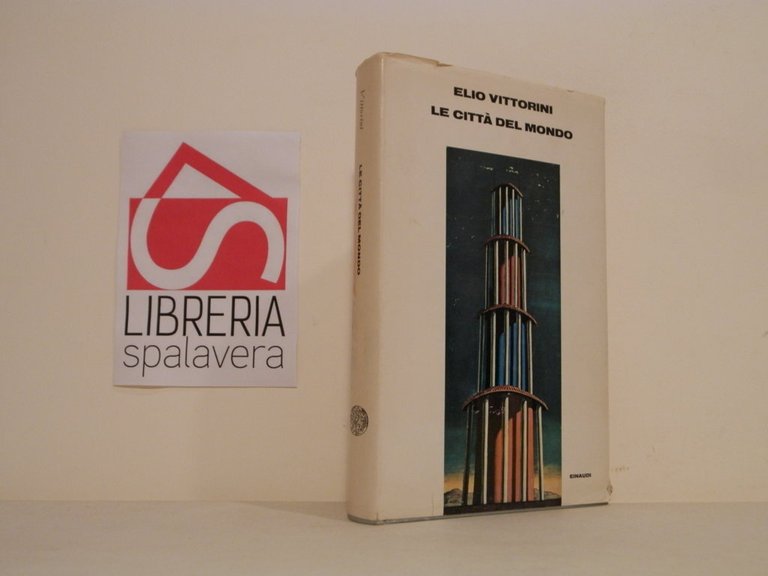 LIBRERIA
spalavera
Vittorini
LE CITTÀ DEL MONDO
ELIO VITTORINI
LE CITTÀ DEL MONDO
EINAUDI